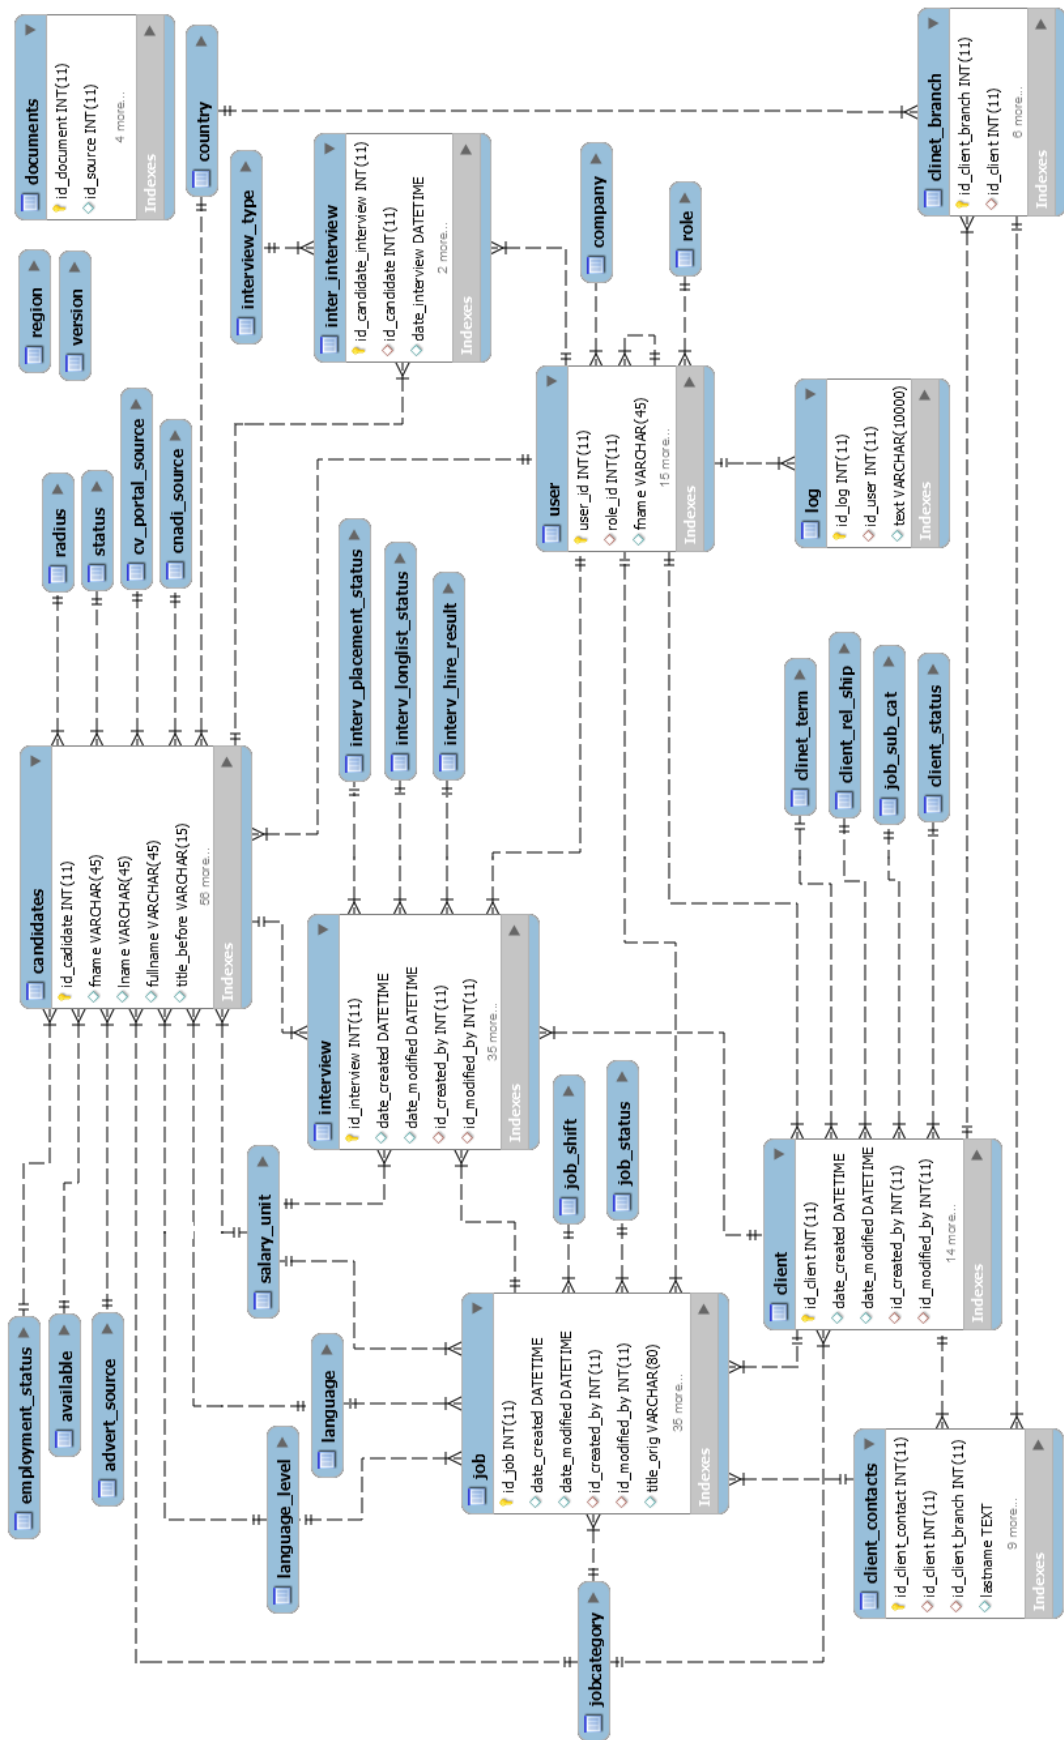 employment_status
available
advert_source
candidates
id_cadidate INT(11)
fname VARCHAR(45)
lname VARCHAR(45)
fullname VARCHAR(45)
title_before VARCHAR(15)
56 more...
Indexes
radius
status
cv_portal_source
cnadi_source
region
version
documents
id_document INT(11)
id_source INT(11)
4 more...
Indexes
country
language_level
language
salary_unit
interview
id_interview INT(11)
date_created DATETIME
date_modified DATETIME
id_created_by INT(11)
id_modified_by INT(11)
35 more...
Indexes
interv_placement_status
interv_longlist_status
interv_hire_result
interview_type
inter_interview
id_candidate_interview INT(11)
id_candidate INT(11)
date_interview DATETIME
2 more...
Indexes
jobcategory
job
id_job INT(11)
date_created DATETIME
date_modified DATETIME
id_created_by INT(11)
id_modified_by INT(11)
title_orig VARCHAR(80)
35 more...
Indexes
job_shift
job_status
user
user_id INT(11)
role_id INT(11)
fname VARCHAR(45)
15 more...
Indexes
company
role
client_contacts
id_client_contact INT(11)
id_client INT(11)
id_client_branch INT(11)
lastname TEXT
9 more...
Indexes
client
id_client INT(11)
date_created DATETIME
date_modified DATETIME
id_created_by INT(11)
id_modified_by INT(11)
14 more...
Indexes
clinet_term
client_rel_ship
job_sub_cat
client_status
log
id_log INT(11)
id_user INT(11)
text VARCHAR(10000)
Indexes
clinet_branch
id_client_branch INT(11)
id_client INT(11)
6 more...
Indexes